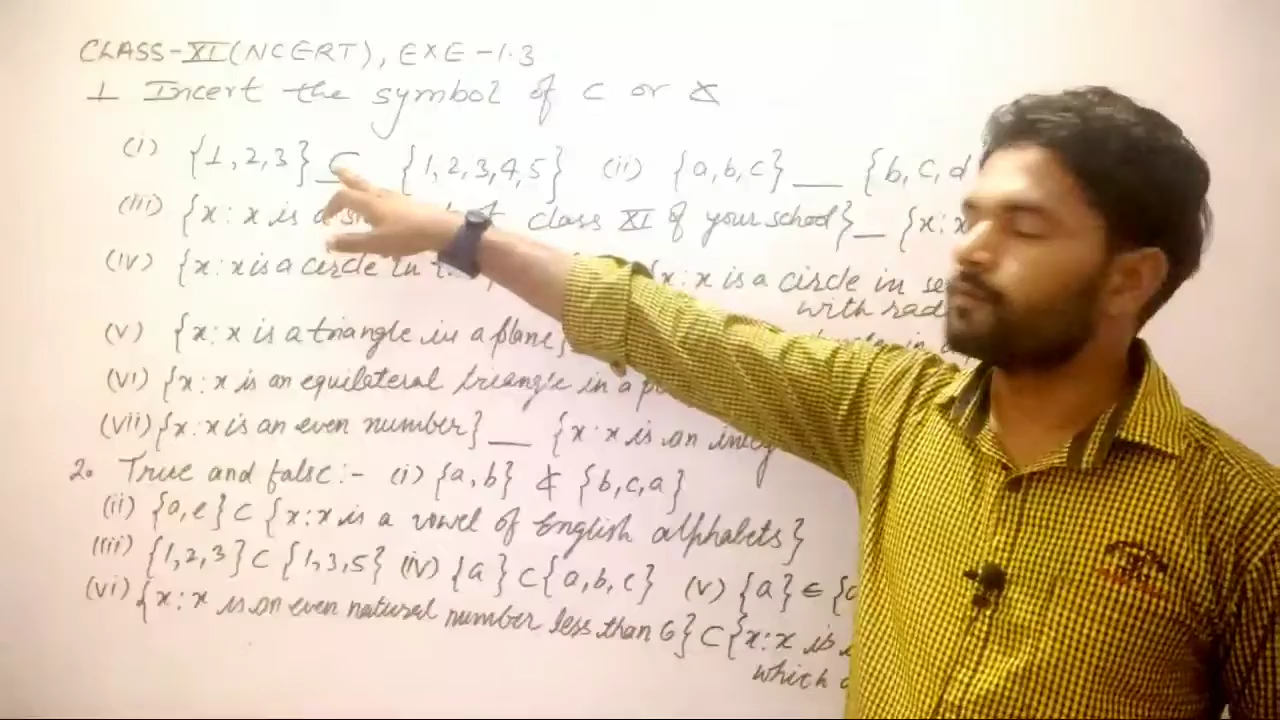 CLASS-XI(NCERT), EXE-1.3
1 Incert the symbol of ⊂ or ⊄
(i) {1,2,3} ⊂ {1,2,3,4,5} (ii) {a,b,c} __ {b,c,d
(iii) {x:x is a class XI of your school} _ {x:x
(iv) {x:x is a circle in x:x is a circle in
with
(v) {x:x is a triangle in a plane} in
(vi) {x:x is an equilateral triangle in a
(vii) {x:x is an even number} __ {x:x is an
2. True and false:- (i) {a,b} ⊄ {b,c,a}
(ii) {a,e} ⊂ {x:x is a vowel of English alphabets}
(iii) {1,2,3} ⊂ {1,3,5} (iv) {a} ⊂ {a,b,c} (v) {a} ∈ {
(vi) {x:x is an even natural number less than 6} ⊂ {x:x is
which